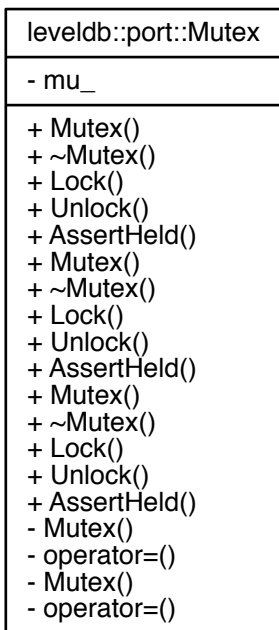 leveldb::port::Mutex
- mu_
+ Mutex()
+ ~Mutex()
+ Lock()
+ Unlock()
+ AssertHeld()
+ Mutex()
+ ~Mutex()
+ Lock()
+ Unlock()
+ AssertHeld()
+ Mutex()
+ ~Mutex()
+ Lock()
+ Unlock()
+ AssertHeld()
- Mutex()
- operator=()
- Mutex()
- operator=()